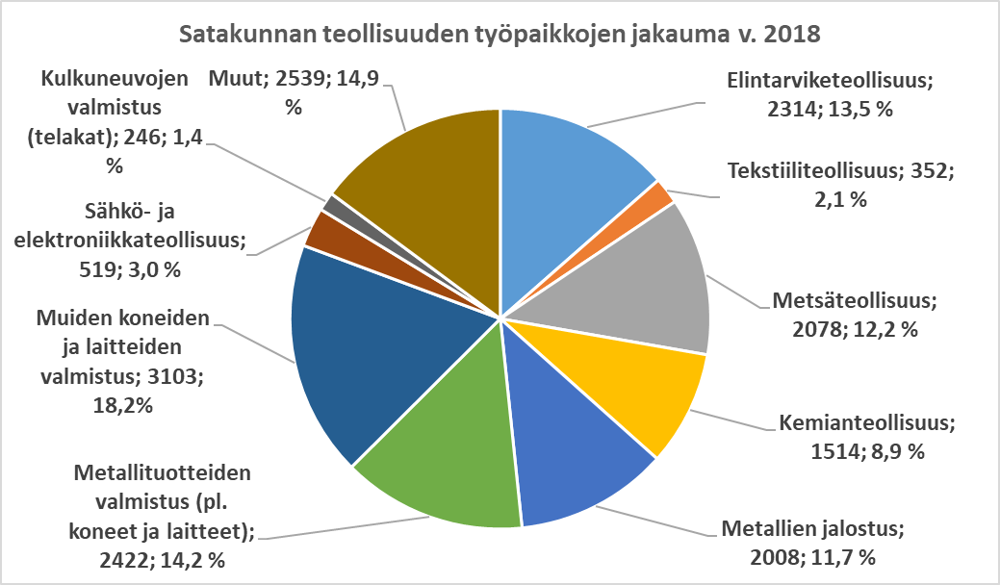 Satakunnan teollisuuden työpaikkojen jakauma v. 2018
Elintarviketeollisuus;
2314; 13,5 %
Tekstiiliteollisuus; 352;
2,1 %
Metsäteollisuus;
2078; 12,2 %
Kemianteollisuus;
1514; 8,9 %
Metallien jalostus;
2008; 11,7 %
Metallituotteiden
valmistus (pl.
koneet ja laitteet);
2422; 14,2 %
Muiden koneiden
ja laitteiden
valmistus; 3103;
18,2%
Sähkö- ja
elektroniikkateollisuus;
519; 3,0 %
Kulkuneuvojen
valmistus
(telakat); 246; 1,4
%
Muut; 2539; 14,9
%